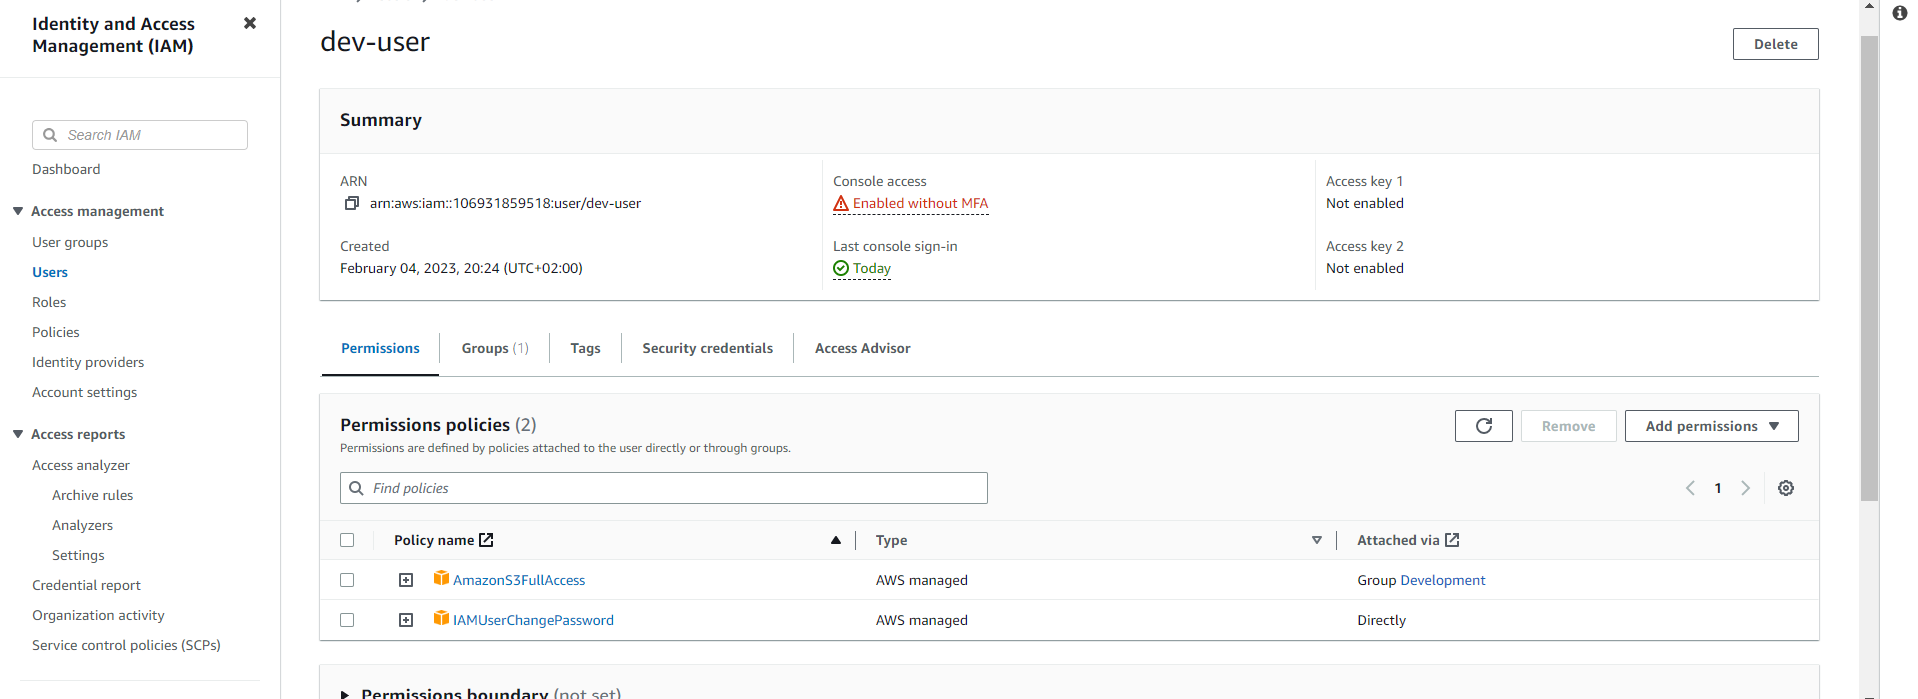 Identity and Access
Management (IAM)
Search IAM
Dashboard
Access management
User groups
Users
Roles
Policies
Identity providers
Account settings
Access reports
Access analyzer
Archive rules
Analyzers
Settings
Credential report
Organization activity
Service control policies (SCPs)
dev-user
Delete
Summary
ARN
arn:aws:iam::106931859518:user/dev-user
Created
February 04, 2023, 20:24 (UTC+02:00)
Console access
Enabled without MFA
Last console sign-in
Today
Access key 1
Not enabled
Access key 2
Not enabled
Permissions
Groups (1)
Tags
Security credentials
Access Advisor
Permissions policies (2)
Permissions are defined by policies attached to the user directly or through groups.
Remove
Add permissions
Find policies
1
Policy name
Type
Attached via
AmazonS3FullAccess
AWS managed
Group Development
IAMUserChangePassword
AWS managed
Directly
Permissions boundary (not set)